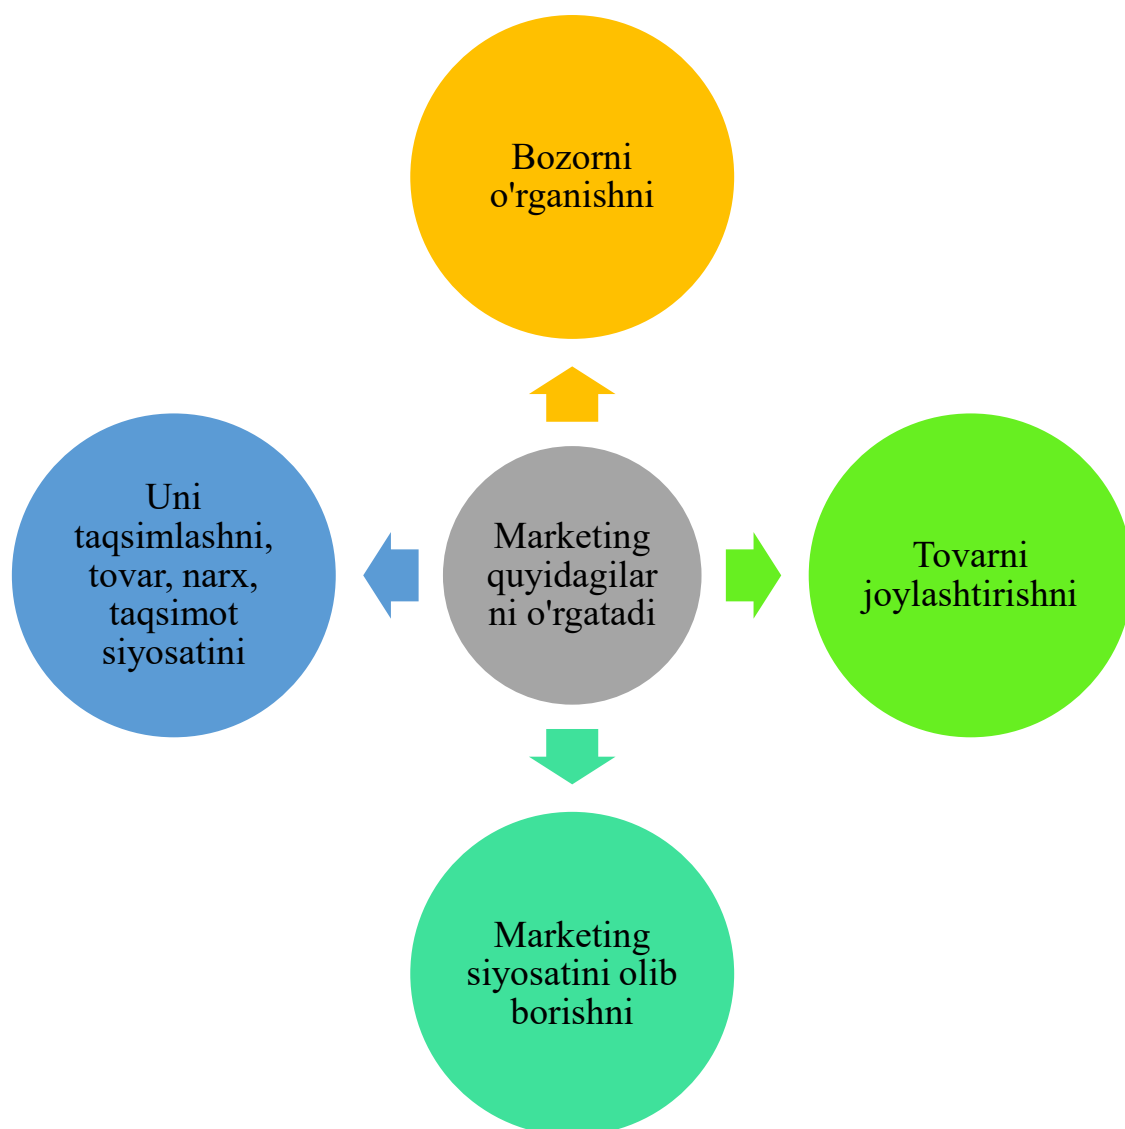 Bozorni
o'rganishni
Uni
taqsimlashni,
tovar, narx,
taqsimot
siyosatini
Marketing
quyidagilar
ni o'rgatadi
Tovarni
joylashtirishni
Marketing
siyosatini olib
borishni